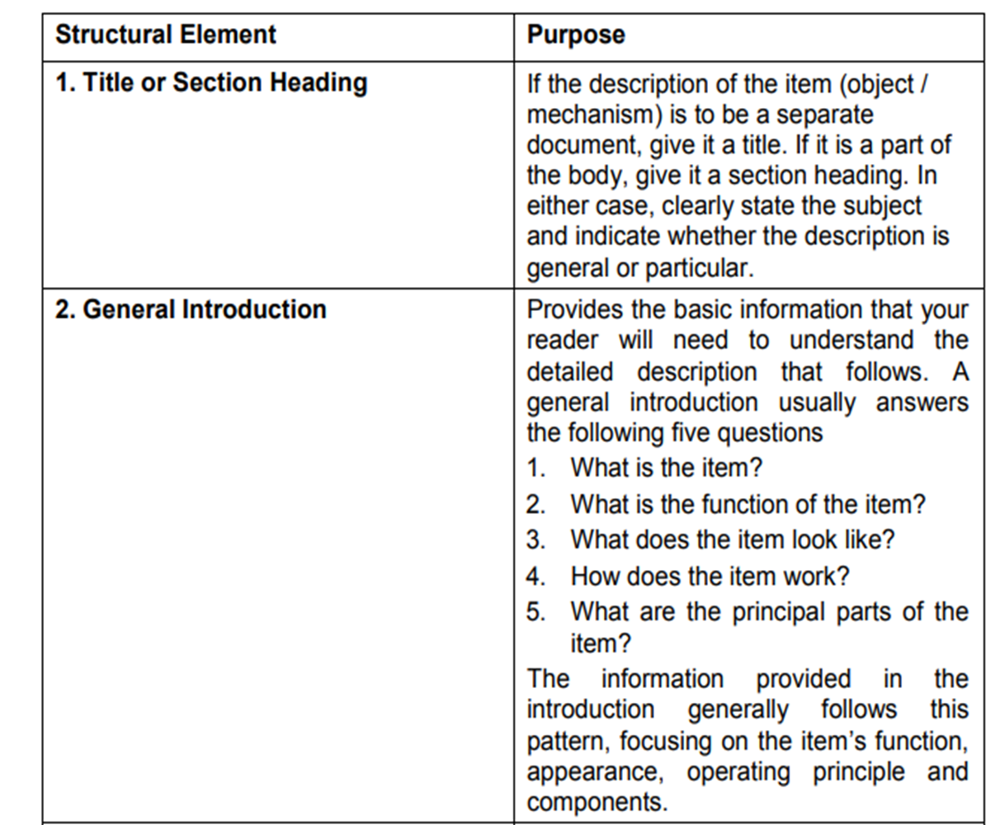 Structural Element
Purpose
1. Title or Section Heading
If the description of the item (object /
mechanism) is to be a separate
document, give it a title. If it is a part of
the body, give it a section heading. In
either case, clearly state the subject
and indicate whether the description is
general or particular.
2. General Introduction
Provides the basic information that your
reader will need to understand the
detailed description that follows. A
general introduction usually answers
the following five questions
1. What is the item?
2. What is the function of the item?
3. What does the item look like?
4. How does the item work?
5. What are the principal parts of the
item?
The information provided in the
introduction generally follows this
pattern, focusing on the item's function,
appearance, operating principle and
components.